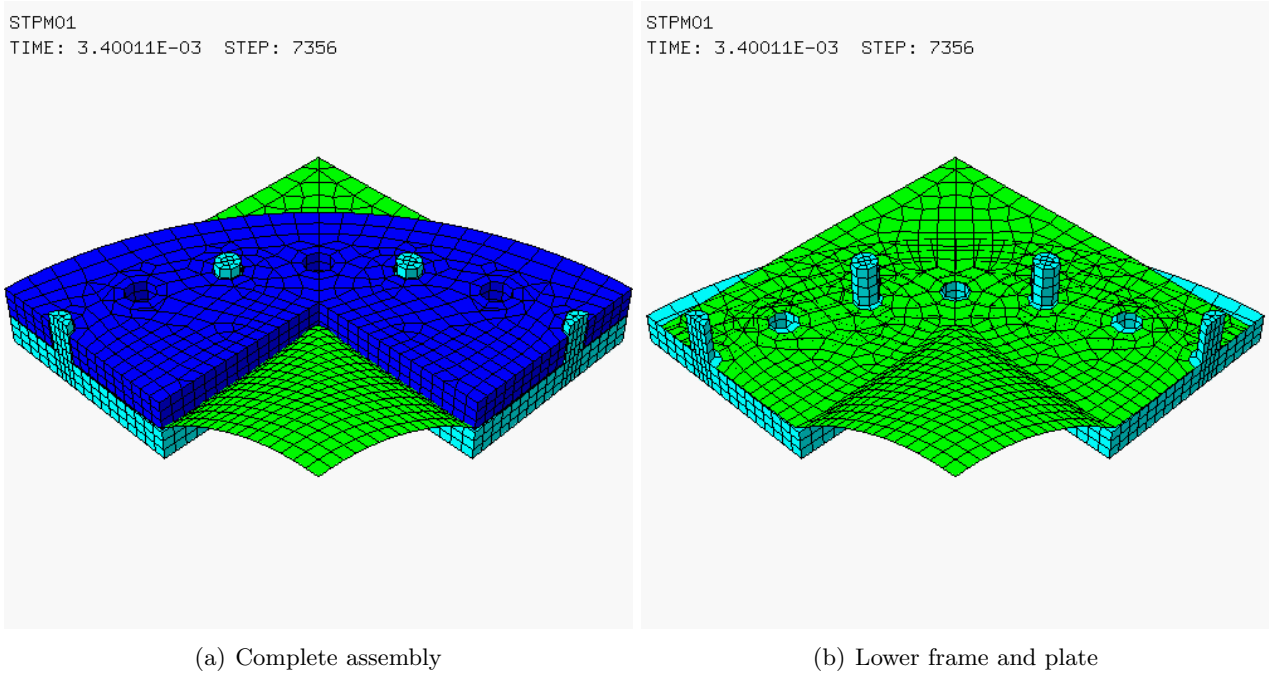 STPM01
TIME: 3.40011E-03 STEP: 7356
STPM01
TIME: 3.40011E-03 STEP: 7356
(a) Complete assembly
(b) Lower frame and plate